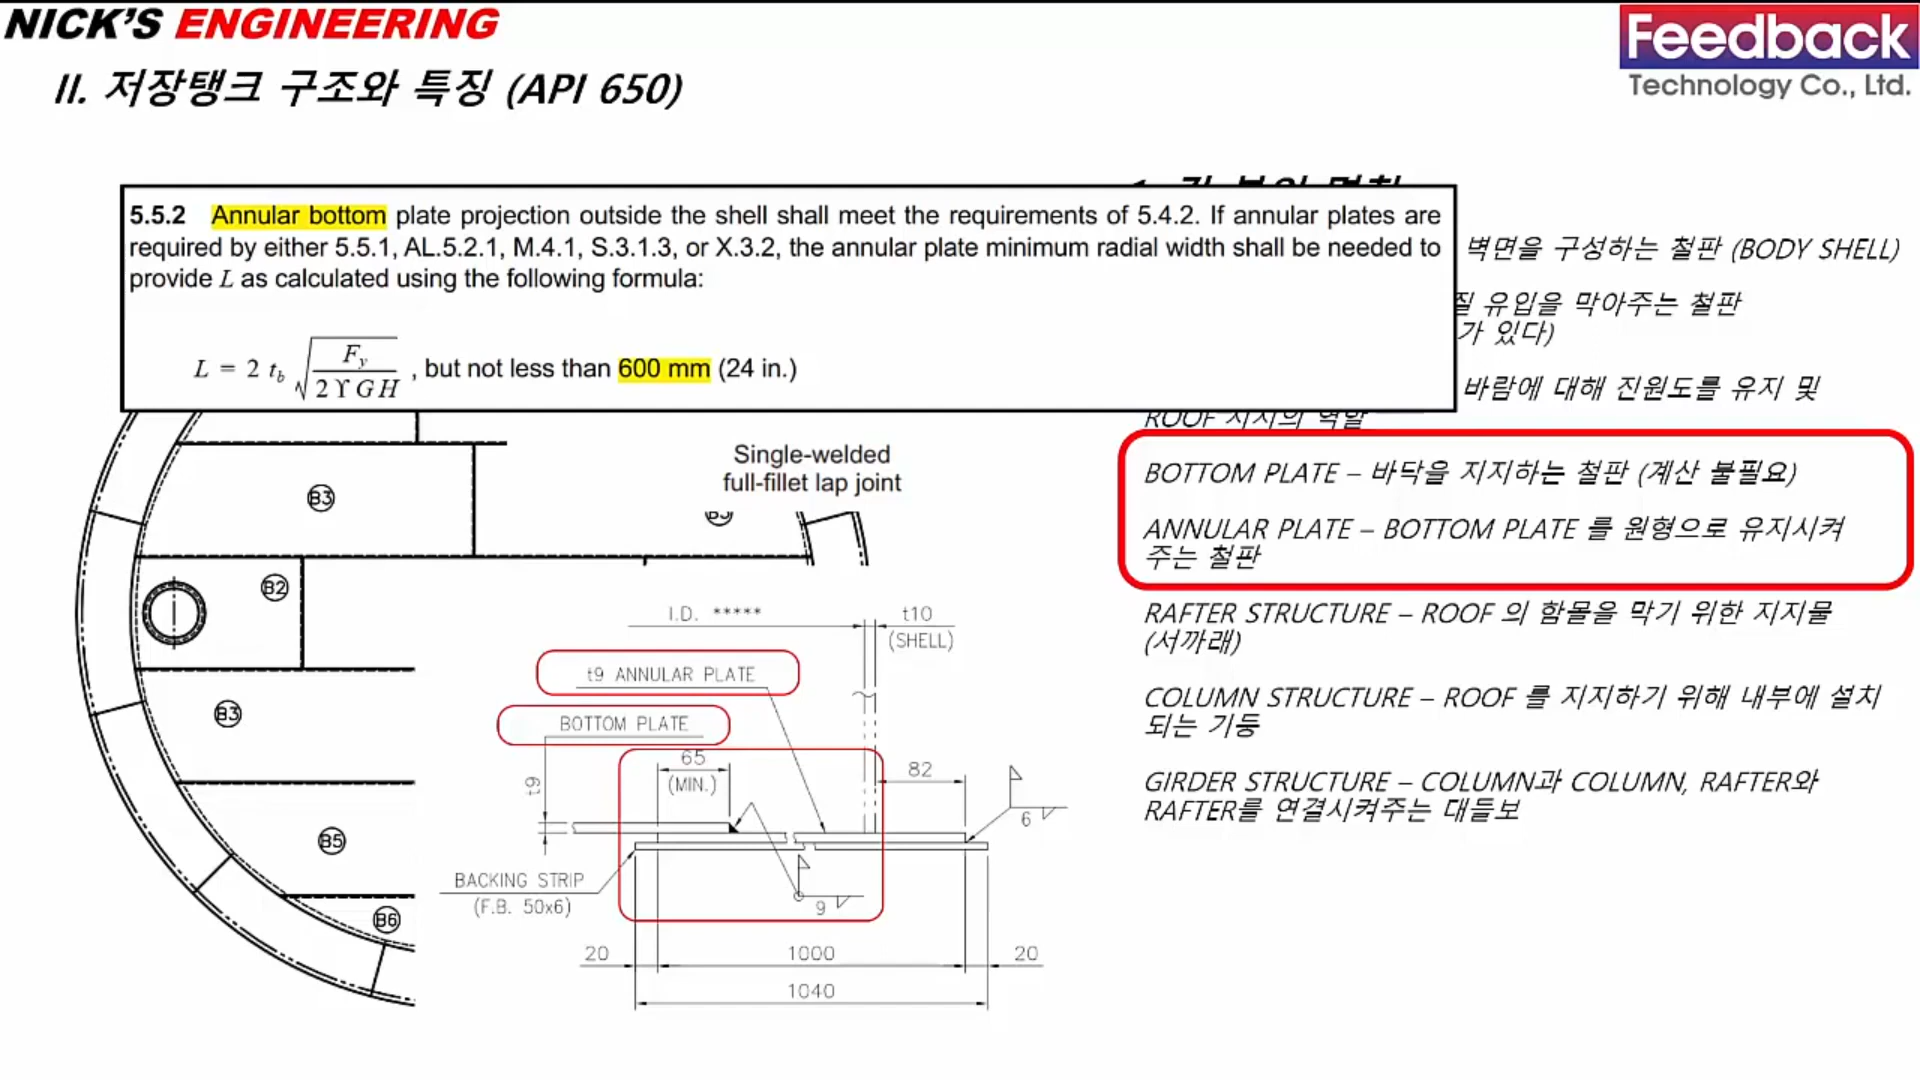 NICK'S ENGINEERING
Feedback
Technology Co., Ltd.
II. 저장탱크 구조와 특징 (API 650)
5.5.2 Annular bottom plate projection outside the shell shall meet the requirements of 5.4.2. If annular plates are
required by either 5.5.1, AL.5.2.1, M.4.1, S.3.1.3, or X.3.2, the annular plate minimum radial width shall be needed to
provide L as calculated using the following formula:
L = 2 t_b √(F_y / 2 ϒ G H) , but not less than 600 mm (24 in.)
벽면을 구성하는 철판 (BODY SHELL)
질 유입을 막아주는 철판
가 있다)
바람에 대해 진원도를 유지 및
ROOF 지지의 역할
BOTTOM PLATE – 바닥을 지지하는 철판 (계산 불필요)
ANNULAR PLATE – BOTTOM PLATE 를 원형으로 유지시켜
주는 철판
RAFTER STRUCTURE – ROOF 의 함몰을 막기 위한 지지물
(서까래)
COLUMN STRUCTURE – ROOF 를 지지하기 위해 내부에 설치
되는 기둥
GIRDER STRUCTURE – COLUMN과 COLUMN, RAFTER와
RAFTER를 연결시켜주는 대들보
Single-welded
full-fillet lap joint
B3
B2
B3
B5
B6
I.D. *****
t10
(SHELL)
t9 ANNULAR PLATE
BOTTOM PLATE
65
(MIN.)
82
t9
6
BACKING STRIP
(F.B. 50x6)
9
20
1000
20
1040